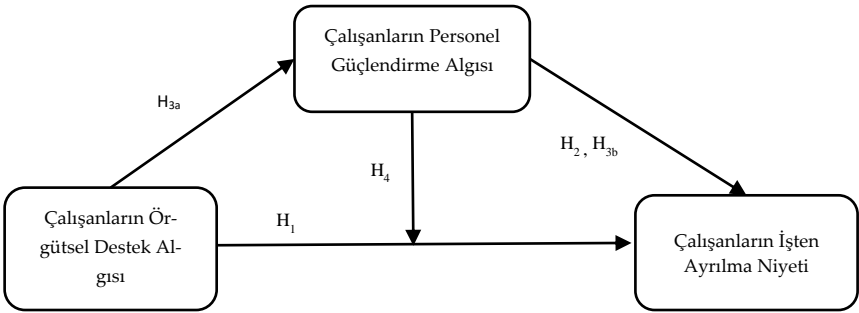 Çalışanların Personel
Güçlendirme Algısı
H3a
H2 , H3b
H4
Çalışanların Ör-
gütsel Destek Al-
gısı
H1
Çalışanların İşten
Ayrılma Niyeti